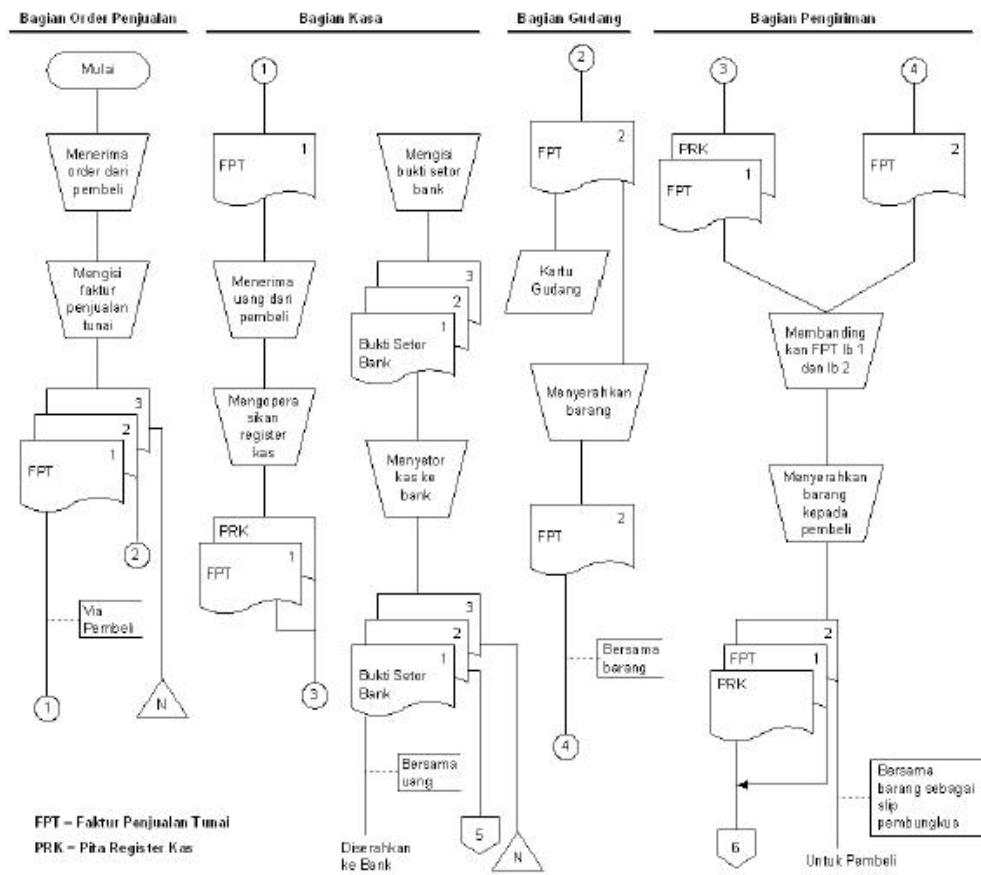 Bagian Order Penjualan
Bagian Kasa
Bagian Gudang
Bagian Pengiriman
Mulai
Menerima
order dari
pembeli
Mengisi
faktur
penjualan
tunai
3
2
1
FPT
2
Via
Pembeli
1
N
1
1
FPT
Menerima
uang dari
pembeli
Mengopera
sikan
register
kas
PRK
1
FPT
3
Mengisi
bukti setor
bank
3
2
1
Bukti Setor
Bank
Menyetor
kas ke
bank
3
2
1
Bukti Setor
Bank
Bersama
uang
Diserahkan
ke Bank
5
N
2
2
FPT
Kartu
Gudang
Menyerahkan
barang
2
FPT
Bersama
barang
4
3
4
PRK
1
FPT
2
FPT
Membanding
kan FPT lb 1
dan lb 2
Menyerahkan
barang
kepada
pembeli
2
FPT 1
PRK
Bersama
barang sebagai
slip
pembungkus
6
Untuk Pembeli
FPT = Faktur Penjualan Tunai
PRK = Pita Register Kas